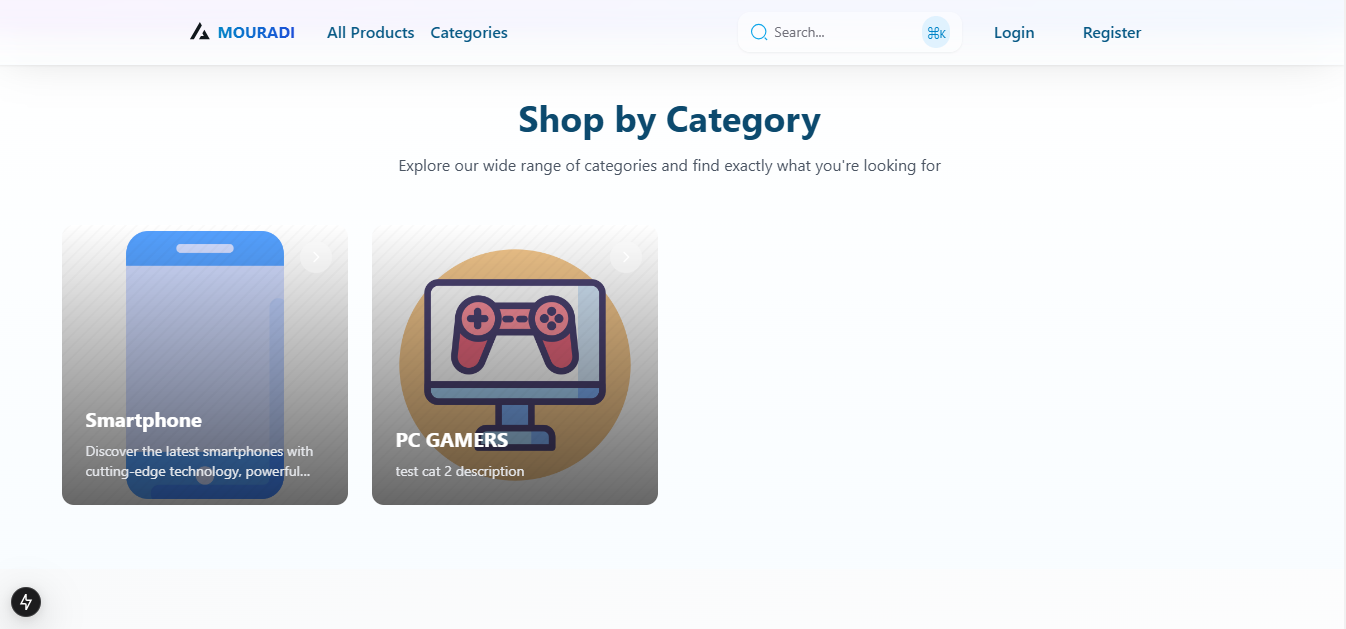 MOURADI All Products Categories Search... ⌘K Login Register
Shop by Category
Explore our wide range of categories and find exactly what you're looking for
Smartphone
Discover the latest smartphones with
cutting-edge technology, powerful...
PC GAMERS
test cat 2 description